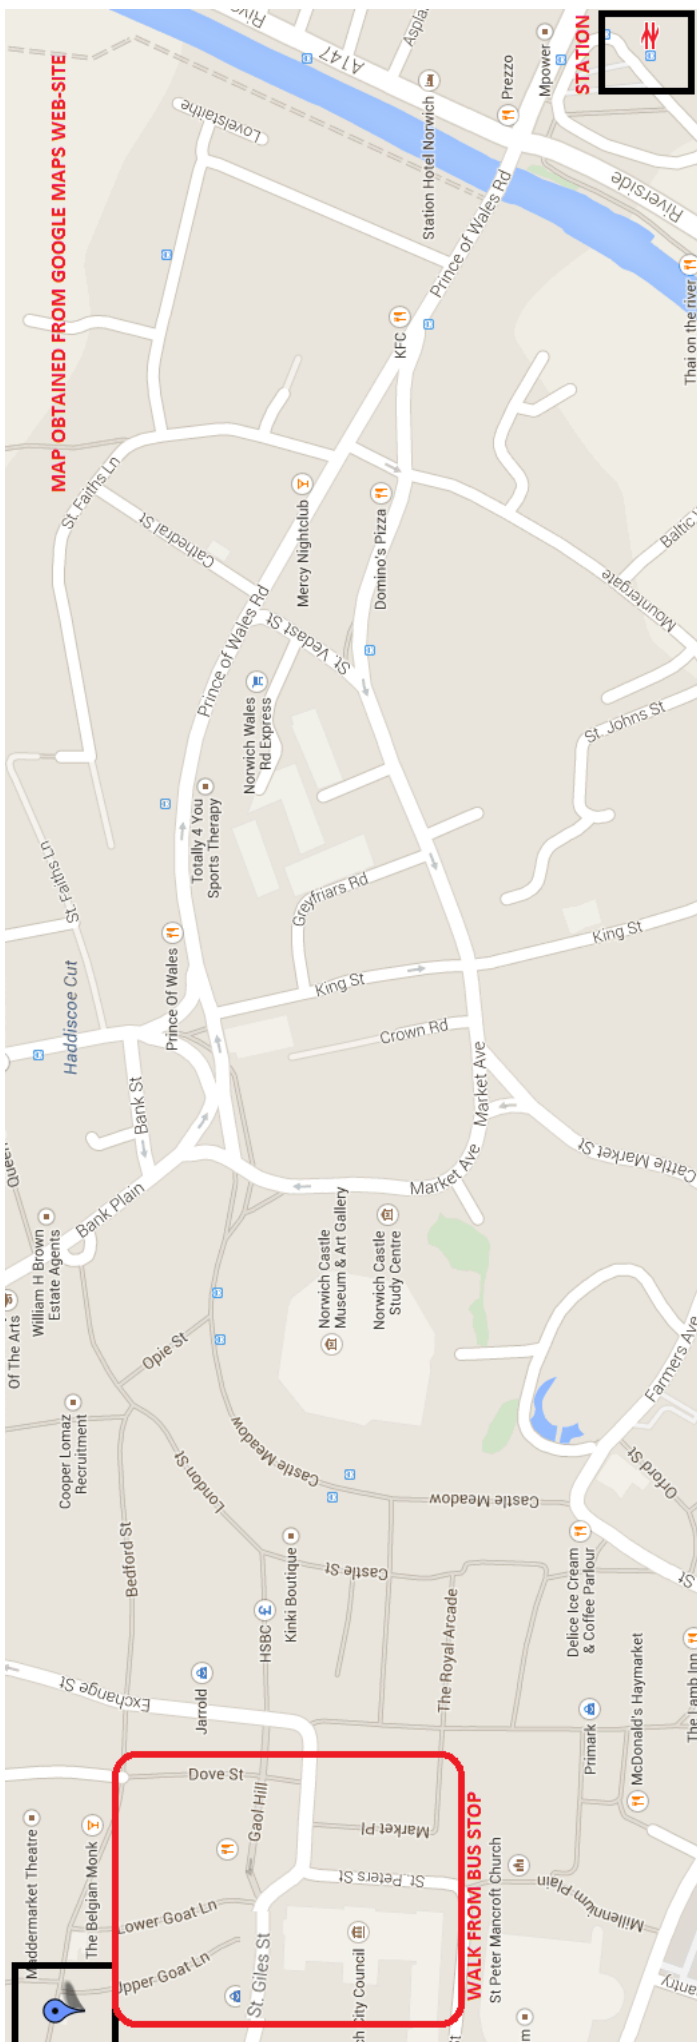 MAP OBTAINED FROM GOOGLE MAPS WEB-SITE
STATION
Mpower
Prezzo
A147
Station Hotel Norwich
Riverside
Thai on the river
Lovelstaithe
Prince of Wales Rd
KFC
St. Faiths Ln
Cathedral St
Mercy Nightclub
Domino's Pizza
Mountergate
Prince of Wales Rd
St. Vedast St
Norwich Wales
Rd Express
St. Johns St
Totally 4 You
Sports Therapy
St. Faiths Ln
Greyfriars Rd
Prince Of Wales
Haddiscoe Cut
King St
King St
Crown Rd
Bank St
Market Ave
Market Ave
Cattle Market St
Bank Plain
William H Brown
Estate Agents
Of The Arts
Norwich Castle
Museum & Art Gallery
Norwich Castle
Study Centre
Opie St
Farmers Ave
Cooper Lomaz
Recruitment
London St
Castle Meadow
Castle Meadow
Orford St
Bedford St
Kinki Boutique
Castle St
Delice Ice Cream
& Coffee Parlour
HSBC
The Royal Arcade
Exchange St
Jarrold
Primark
McDonald's Haymarket
The Lamb Inn
Dove St
Gaol Hill
Market Pl
WALK FROM BUS STOP
Maddermarket Theatre
The Belgian Monk
St. Peters St
St Peter Mancroft Church
Millennium Plain
Lower Goat Ln
Upper Goat Ln
St. Giles St
City Council